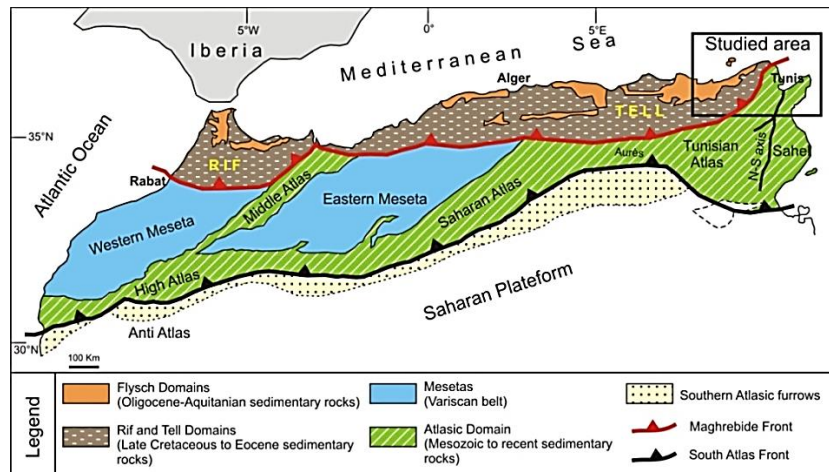 5°W
0°
5°E
Iberia
Mediterranean Sea
Studied area
Alger
Tunis
TELL
35°N
RIF
Atlantic Ocean
Rabat
Middle Atlas
Aurès
Tunisian
Atlas
N-S axis
Sahel
Western Meseta
Eastern Meseta
Saharan Atlas
High Atlas
Saharan Plateform
Anti Atlas
30°N
100 Km
Legend
Flysch Domains
(Oligocene-Aquitanian sedimentary rocks)
Rif and Tell Domains
(Late Cretaceous to Eocene sedimentary
rocks)
Mesetas
(Variscan belt)
Atlasic Domain
(Mesozoic to recent sedimentary
rocks)
Southern Atlasic furrows
Maghrebide Front
South Atlas Front